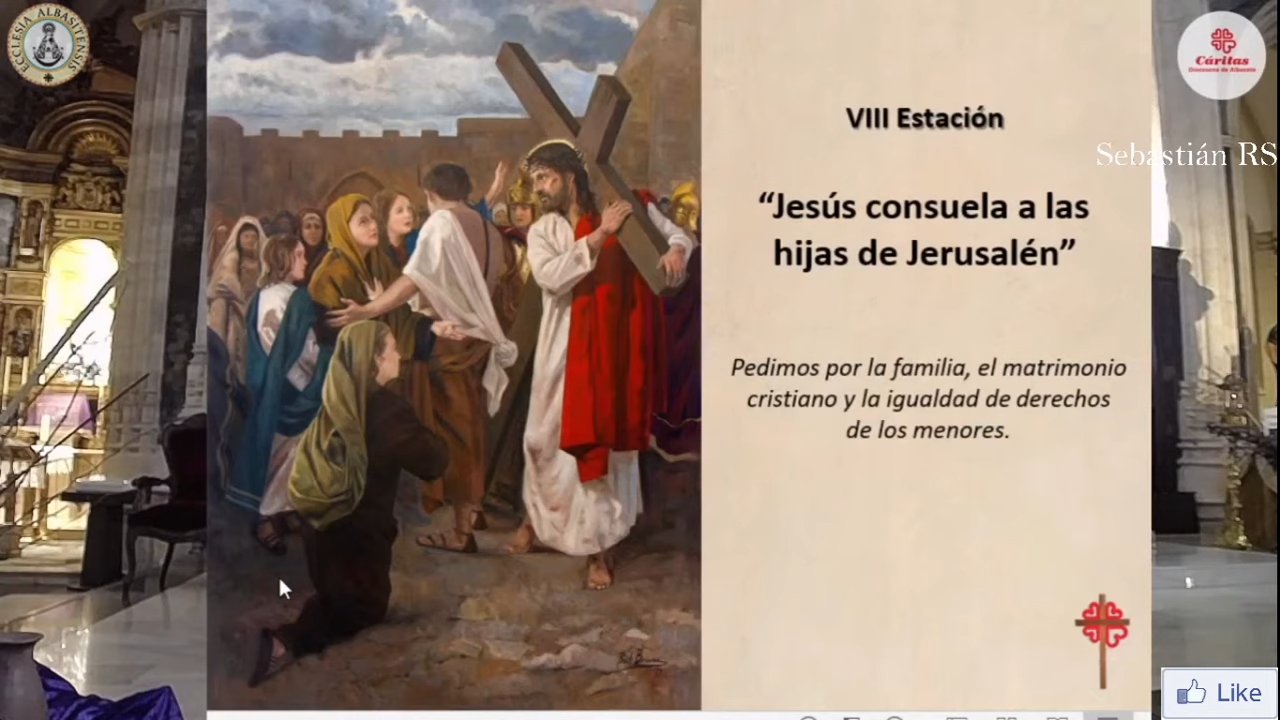 ECCLESIA ALBASITENSIS
Cáritas
Diocesana de Albacete
VIII Estación
Sebastián RS
“Jesús consuela a las
hijas de Jerusalén”
Pedimos por la familia, el matrimonio
cristiano y la igualdad de derechos
de los menores.
Like